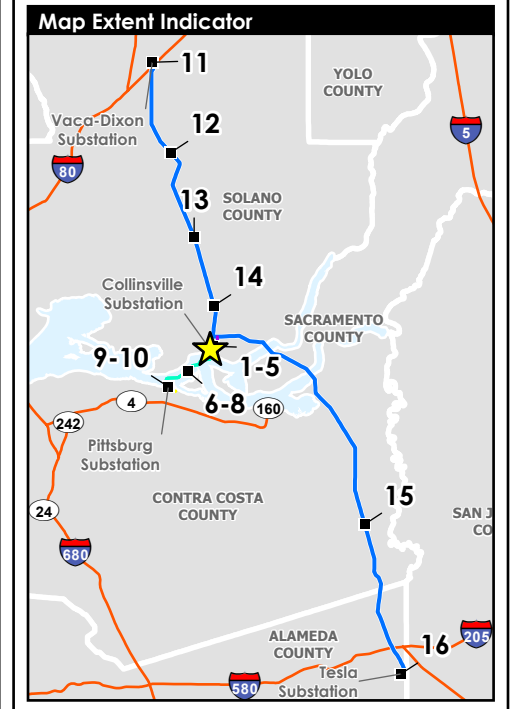 Map Extent Indicator
11
YOLO
COUNTY
Vaca-Dixon
Substation
12
5
80
13
SOLANO
COUNTY
Collinsville
Substation
14
SACRAMENTO
COUNTY
9-10
1-5
6-8
4
160
242
Pittsburg
Substation
15
24
CONTRA COSTA
COUNTY
SAN J
CO
680
ALAMEDA
COUNTY
205
16
Tesla
Substation
580